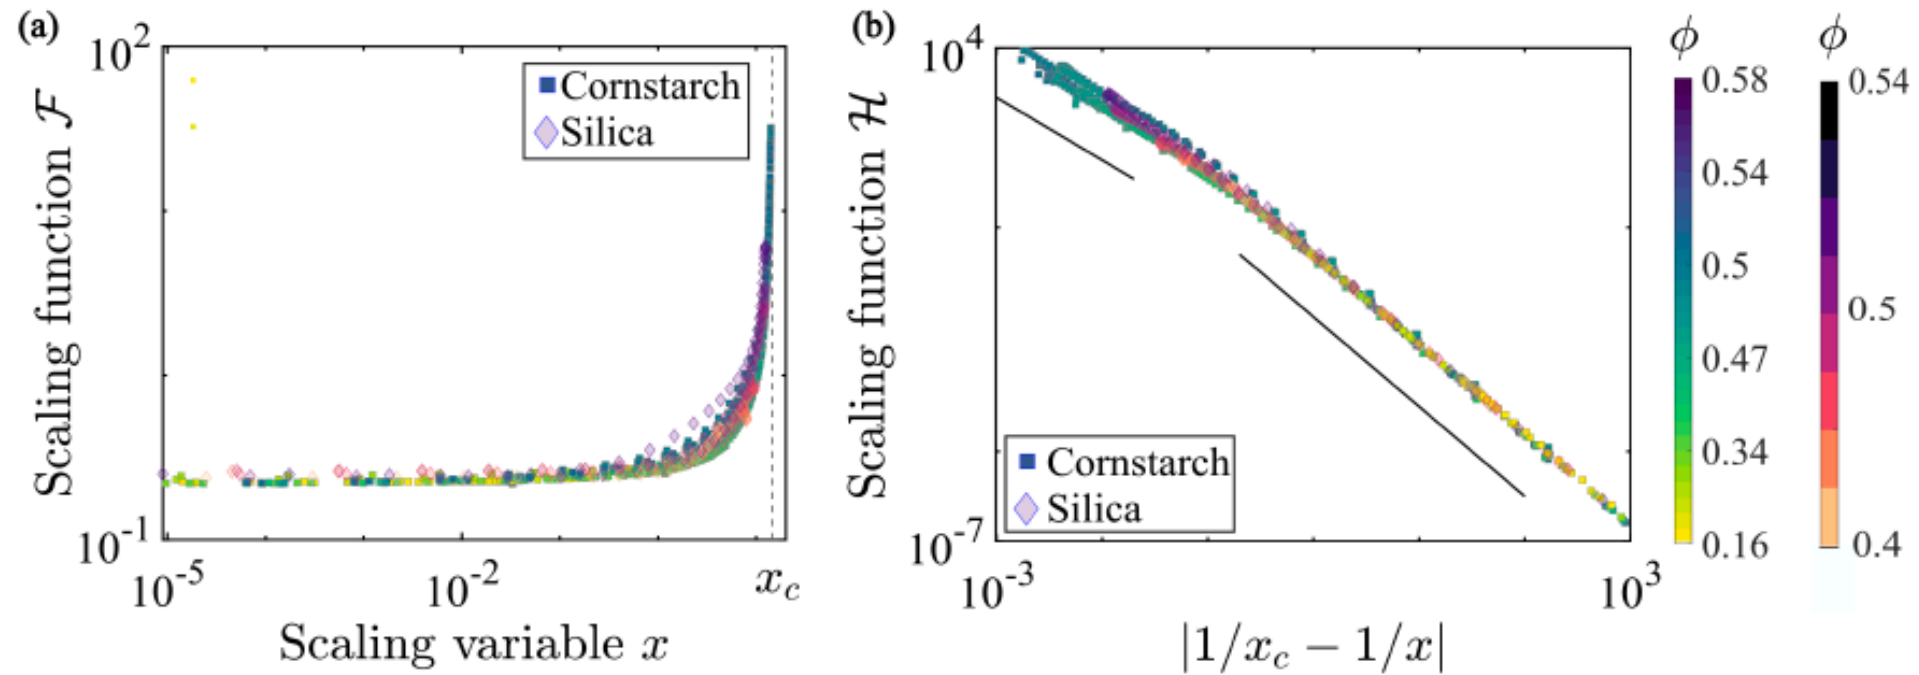 (a)
10^2
Scaling function \mathcal{F}
Cornstarch
Silica
10^{-1}
10^{-5}
10^{-2}
x_c
Scaling variable x
(b)
10^4
Scaling function \mathcal{H}
Cornstarch
Silica
10^{-7}
10^{-3}
10^3
|1/x_c − 1/x|
ϕ
0.58
0.54
0.5
0.47
0.34
0.16
ϕ
0.54
0.5
0.4